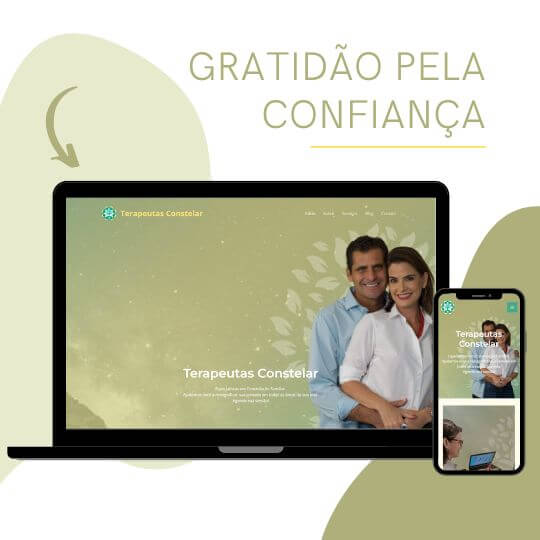 GRATIDÃO PELA
CONFIANÇA
Terapeutas Constelar
Início Sobre Serviços Blog Contato
Terapeutas Constelar
Terapeutas
Constelar